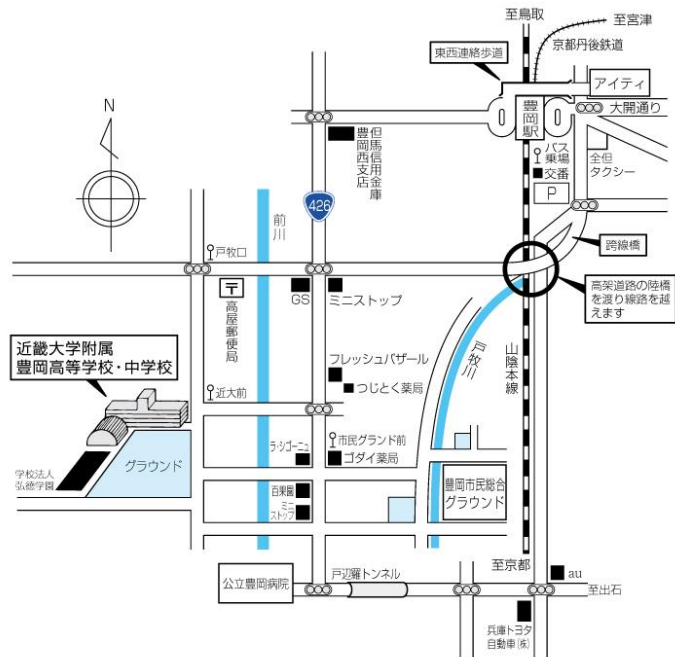 至鳥取
至宮津
京都丹後鉄道
東西連絡歩道
アイティ
大開通り
豊岡駅
N
但馬信用金庫
豊岡西支店
バス
乗場
交番
P
全但
タクシー
426
前川
戸牧口
跨線橋
高架道路の陸橋
を渡り線路を越
えます
〒
高屋郵便局
GS
ミニストップ
戸牧川
山陰本線
近畿大学附属
豊岡高等学校・中学校
フレッシュバザール
つじとく薬局
近大前
市民グランド前
ラ・シゴーニュ
ゴダイ薬局
グラウンド
学校法人
弘徳学園
百果園
ミニ
ストップ
豊岡市民総合
グラウンド
至京都
公立豊岡病院
戸辺羅トンネル
au
至出石
兵庫トヨタ
自動車㈱